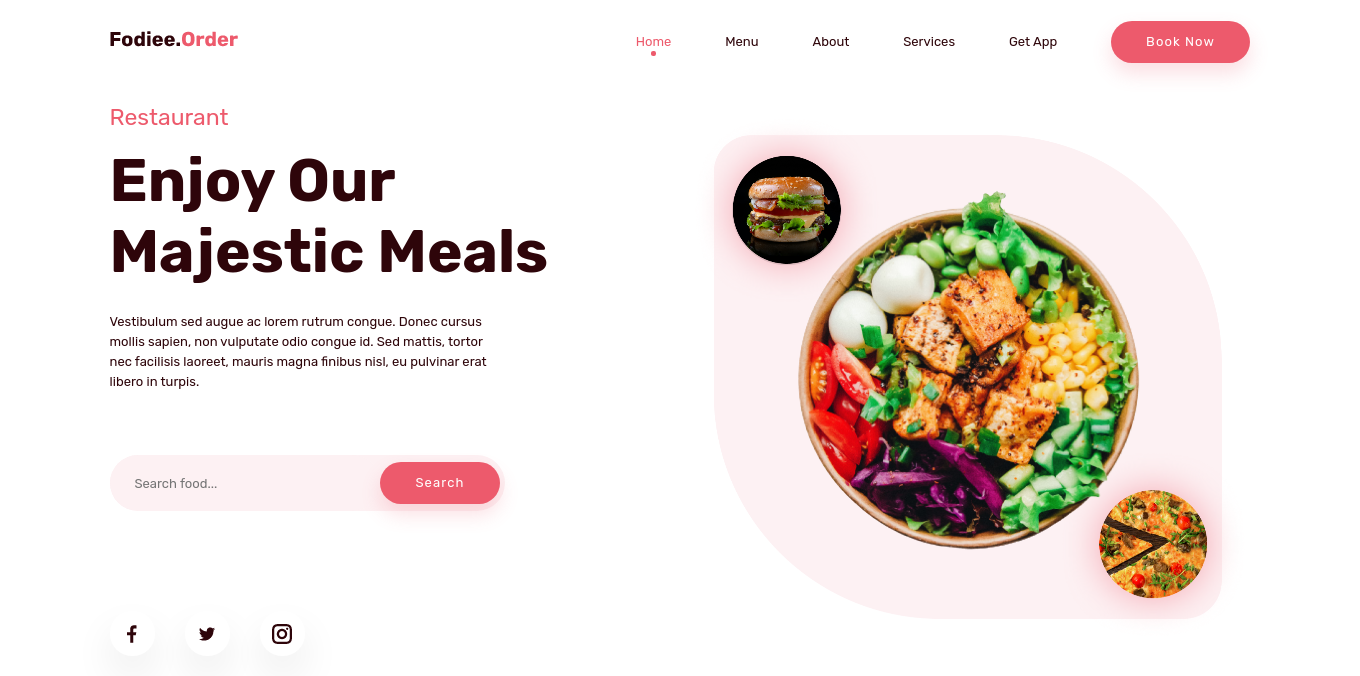 Fodiee.Order
Home
Menu
About
Services
Get App
Book Now
Restaurant
Enjoy Our
Majestic Meals
Vestibulum sed augue ac lorem rutrum congue. Donec cursus
mollis sapien, non vulputate odio congue id. Sed mattis, tortor
nec facilisis laoreet, mauris magna finibus nisl, eu pulvinar erat
libero in turpis.
Search food...
Search